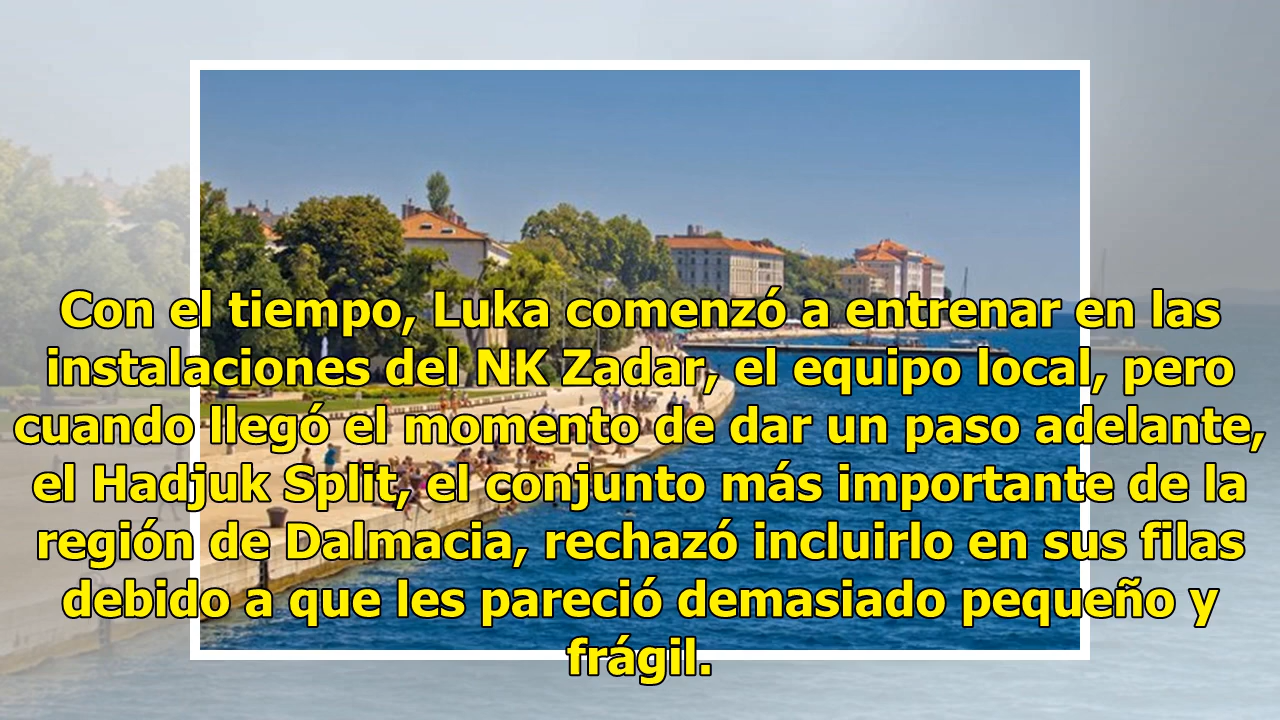 Con el tiempo, Luka comenzó a entrenar en las
instalaciones del NK Zadar, el equipo local, pero
cuando llegó el momento de dar un paso adelante,
el Hadjuk Split, el conjunto más importante de la
región de Dalmacia, rechazó incluirlo en sus filas
debido a que les pareció demasiado pequeño y
frágil.